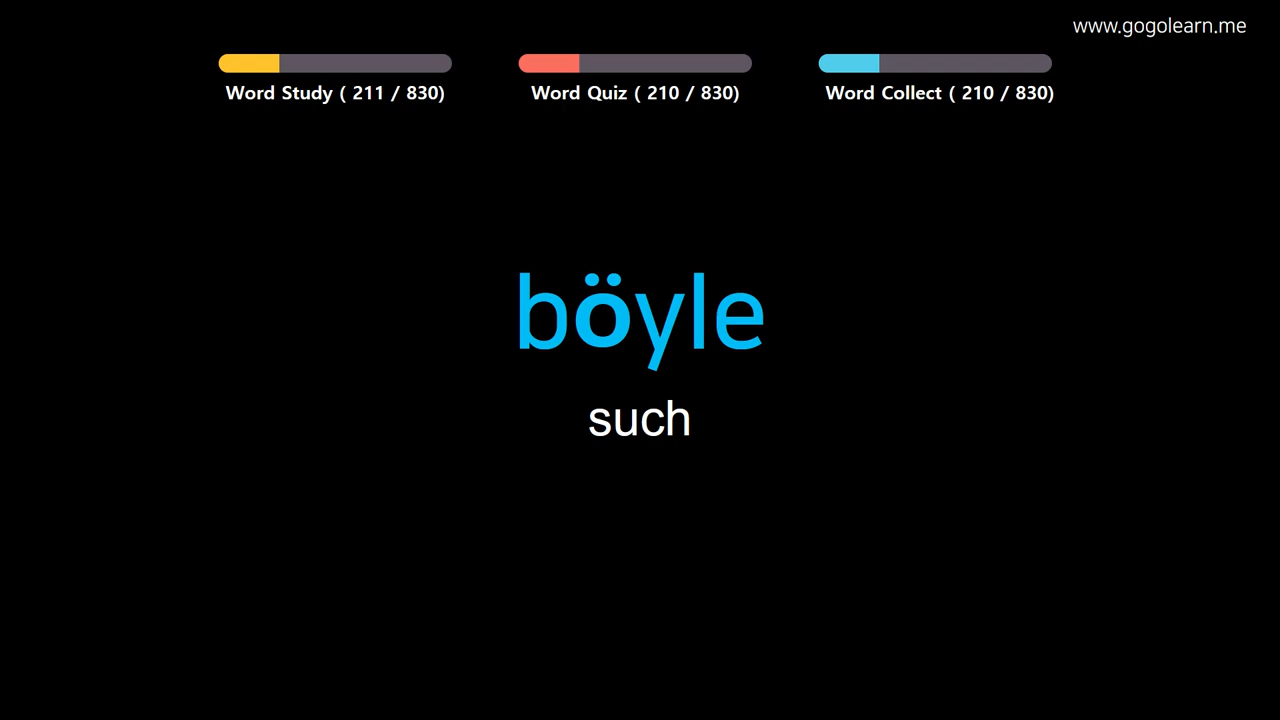 www.gogolearn.me
Word Study ( 211 / 830)
Word Quiz ( 210 / 830)
Word Collect ( 210 / 830)
böyle
such